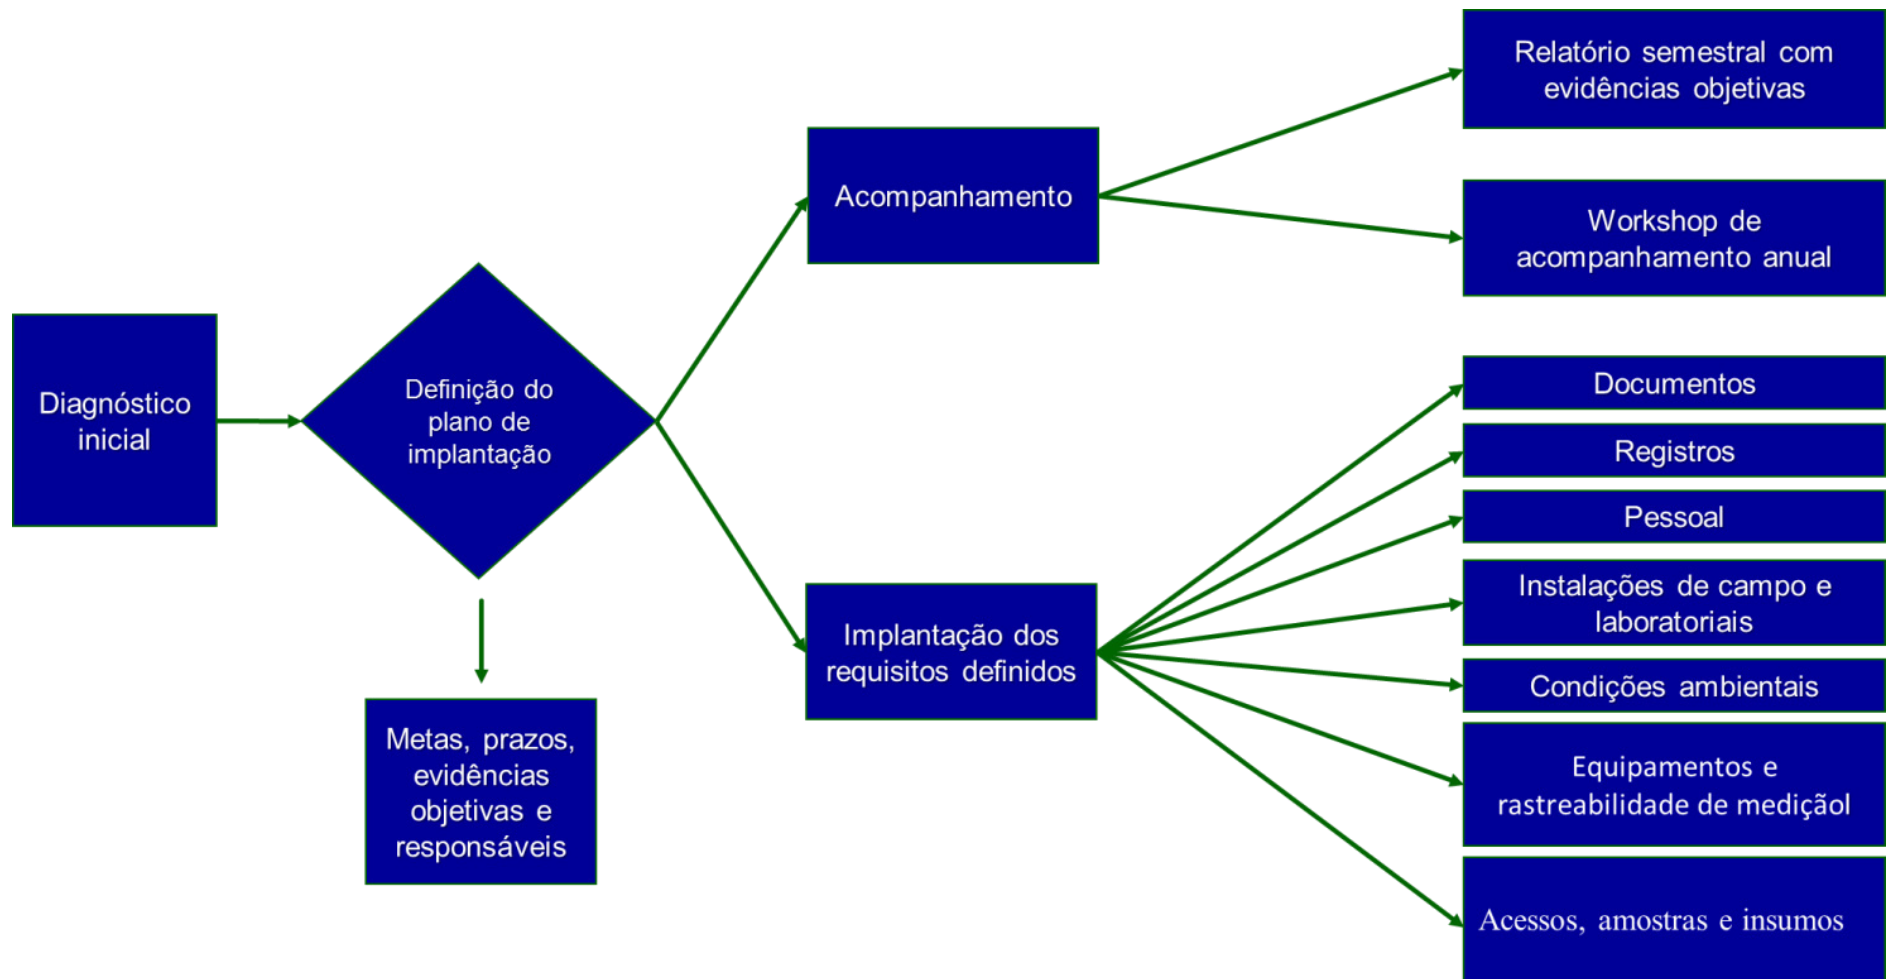 Diagnóstico
inicial
Definição do
plano de
implantação
Metas, prazos,
evidências
objetivas e
responsáveis
Acompanhamento
Implantação dos
requisitos definidos
Relatório semestral com
evidências objetivas
Workshop de
acompanhamento anual
Documentos
Registros
Pessoal
Instalações de campo e
laboratoriais
Condições ambientais
Equipamentos e
rastreabilidade de mediçãol
Acessos, amostras e insumos